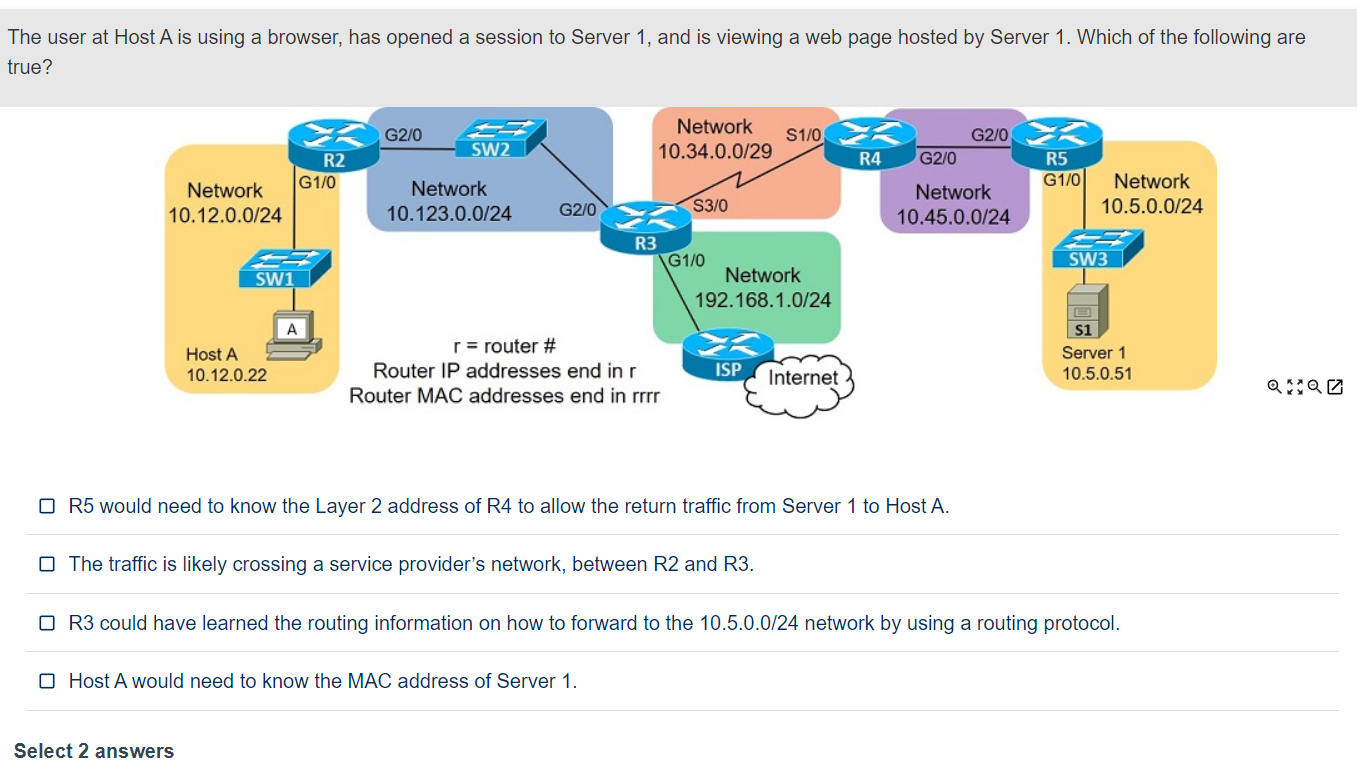 The user at Host A is using a browser, has opened a session to Server 1, and is viewing a web page hosted by Server 1. Which of the following are
true?
R2
G2/0
SW2
Network
10.34.0.0/29
S1/0
R4
G2/0
G2/0
R5
G1/0
Network
10.12.0.0/24
Network
10.123.0.0/24
G2/0
R3
S3/0
Network
10.45.0.0/24
G1/0
Network
10.5.0.0/24
SW1
G1/0
Network
192.168.1.0/24
SW3
A
Host A
10.12.0.22
r = router #
Router IP addresses end in r
Router MAC addresses end in rrrr
ISP
Internet
S1
Server 1
10.5.0.51
R5 would need to know the Layer 2 address of R4 to allow the return traffic from Server 1 to Host A.
The traffic is likely crossing a service provider’s network, between R2 and R3.
R3 could have learned the routing information on how to forward to the 10.5.0.0/24 network by using a routing protocol.
Host A would need to know the MAC address of Server 1.
Select 2 answers